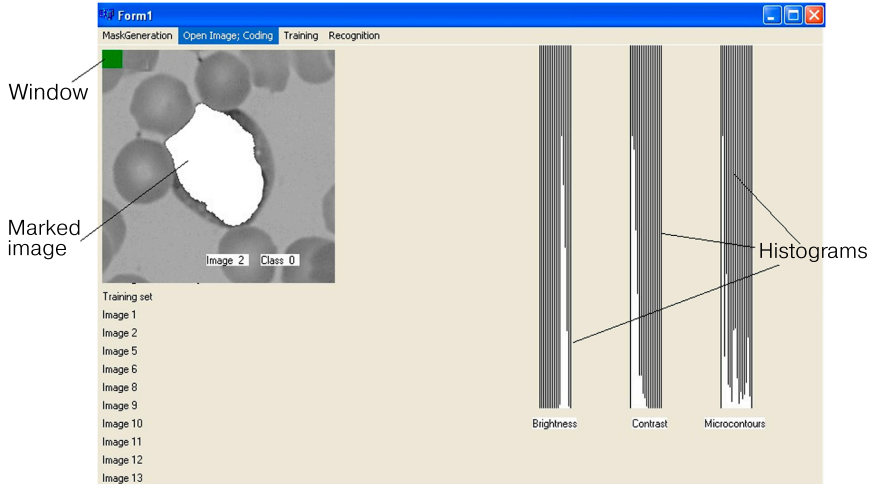 Form1
MaskGeneration Open Image; Coding Training Recognition
Window
Marked
image
Histograms
Image 2 Class 0
Training set
Image 1
Image 2
Image 5
Image 6
Image 8
Image 9
Image 10
Image 11
Image 12
Image 13
Brightness Contrast Microcontours